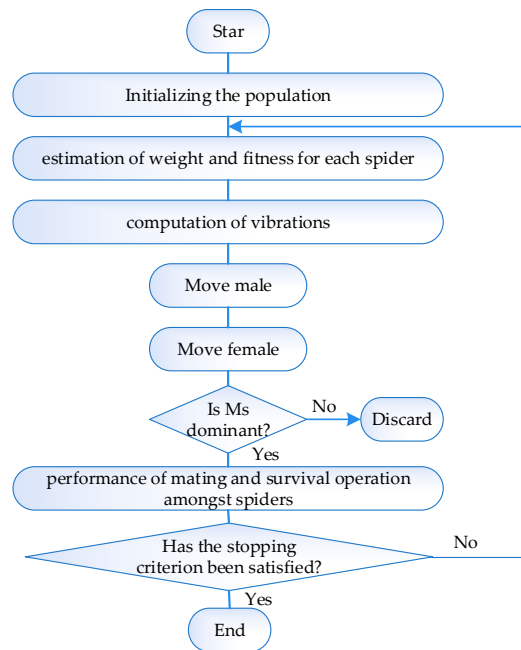 Star
Initializing the population
estimation of weight and fitness for each spider
computation of vibrations
Move male
Move female
Is Ms
dominant?
No
Discard
Yes
performance of mating and survival operation
amongst spiders
Has the stopping
criterion been satisfied?
No
Yes
End